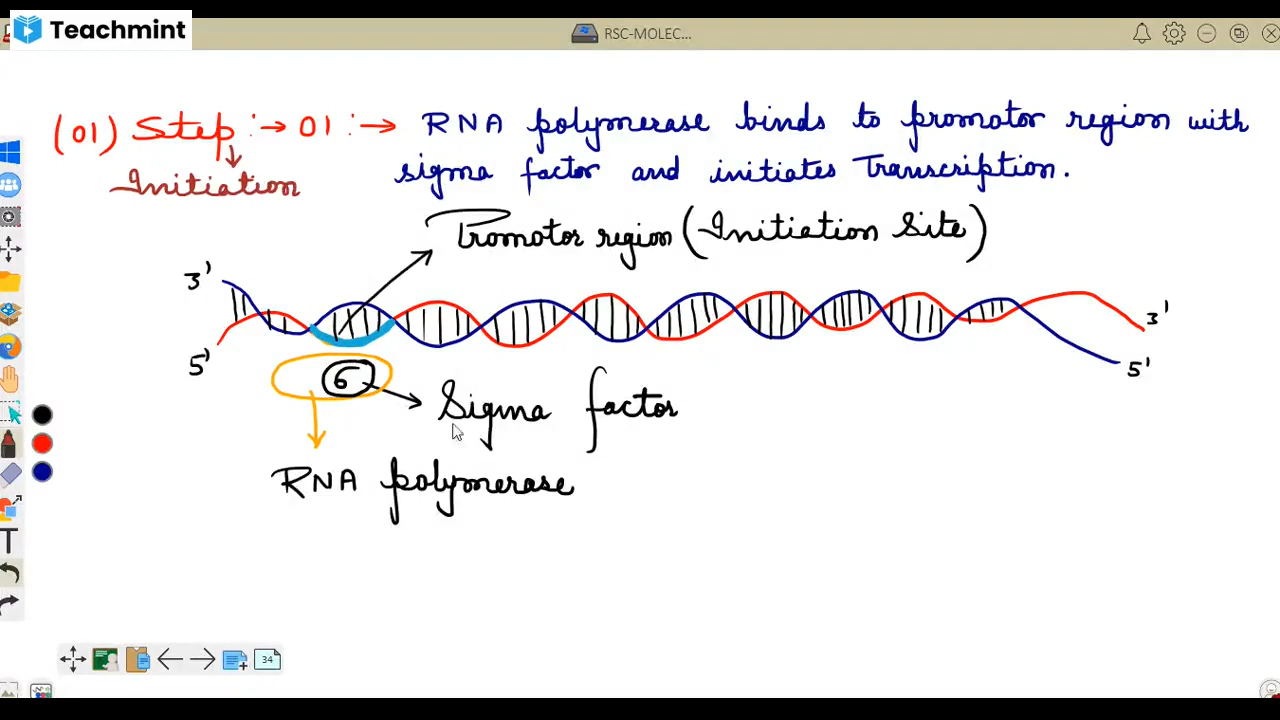 Teachmint
RSC-MOLEC...
(01) Step :→ 01 :→ RNA polymerase binds to promotor region with
↓
Initiation
sigma factor and initiates Transcription.
Promotor region (Initiation Site)
3'
3'
5'
5'
6 → Sigma factor
RNA polymerase
T
34